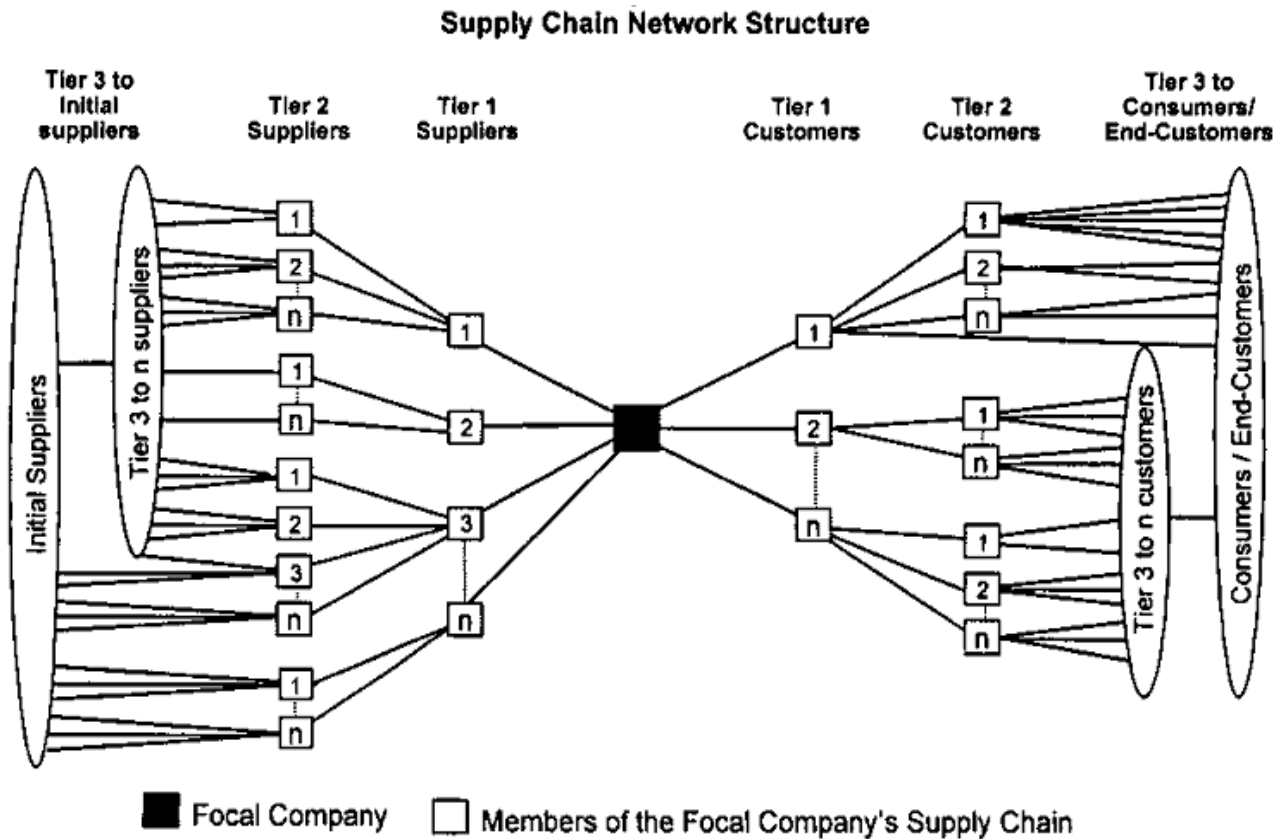 Supply Chain Network Structure
Tier 3 to
Initial
suppliers
Tier 2
Suppliers
Tier 1
Suppliers
Tier 1
Customers
Tier 2
Customers
Tier 3 to
Consumers/
End-Customers
Initial Suppliers
Tier 3 to n suppliers
1
2
n
1
n
1
2
3
n
1
n
1
2
3
n
1
2
n
1
2
n
1
n
1
2
n
Tier 3 to n customers
Consumers / End-Customers
Focal Company
Members of the Focal Company's Supply Chain